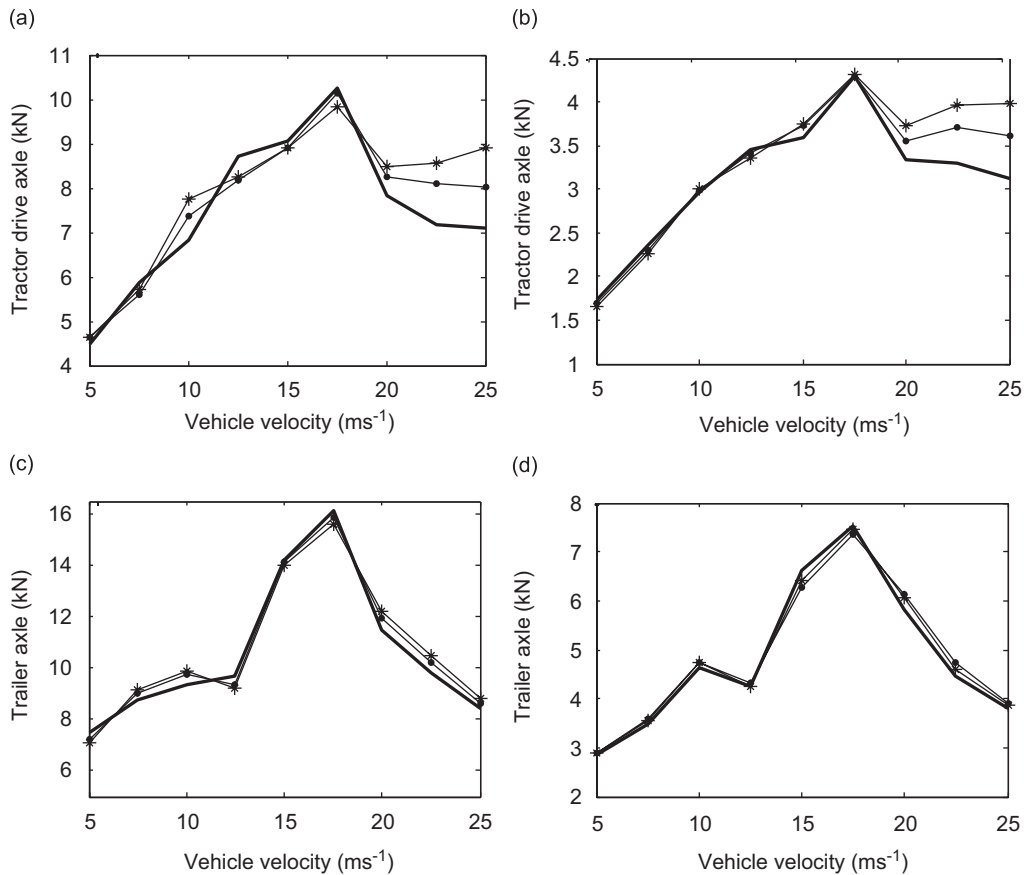 (a)
Tractor drive axle (kN)
11
10
9
8
7
6
5
4
5 10 15 20 25
Vehicle velocity (ms⁻¹)
(b)
Tractor drive axle (kN)
4.5
4
3.5
3
2.5
2
1.5
1
5 10 15 20 25
Vehicle velocity (ms⁻¹)
(c)
Trailer axle (kN)
16
14
12
10
8
6
5 10 15 20 25
Vehicle velocity (ms⁻¹)
(d)
Trailer axle (kN)
8
7
6
5
4
3
2
5 10 15 20 25
Vehicle velocity (ms⁻¹)